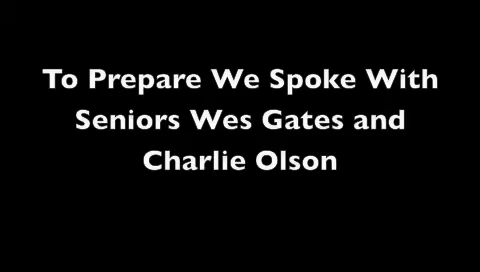 To Prepare We Spoke With
Seniors Wes Gates and
Charlie Olson